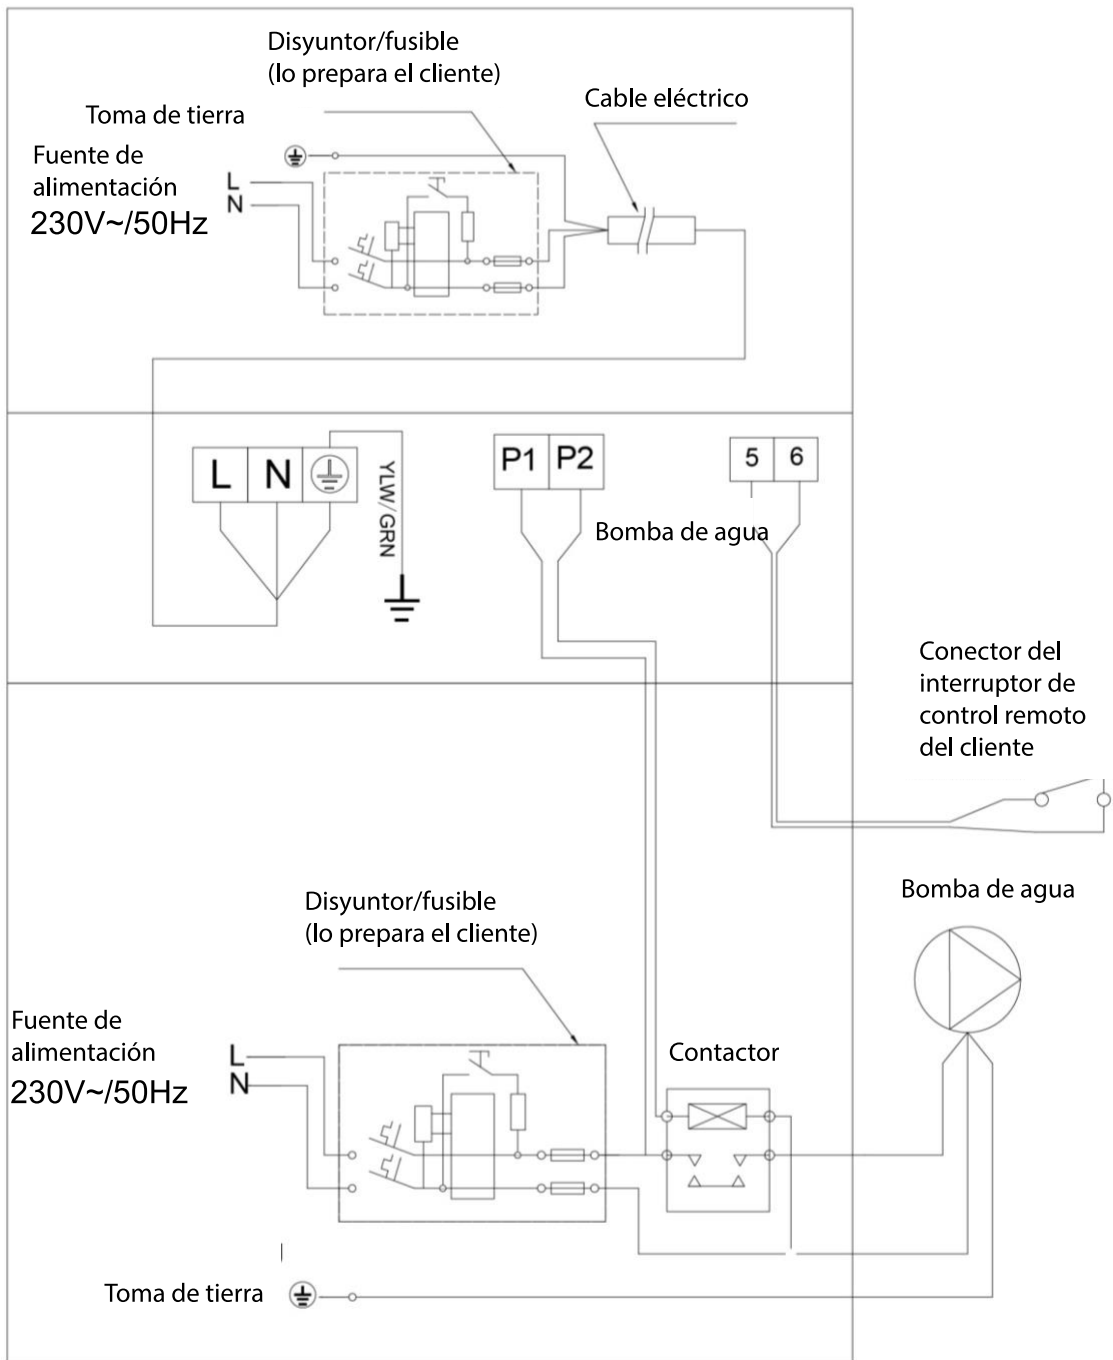 Disyuntor/fusible
(lo prepara el cliente)
Cable eléctrico
Toma de tierra
Fuente de
alimentación
230V~/50Hz
L
N
L N
YLW/GRN
P1 P2
5 6
Bomba de agua
Conector del
interruptor de
control remoto
del cliente
Bomba de agua
Disyuntor/fusible
(lo prepara el cliente)
Fuente de
alimentación
230V~/50Hz
L
N
Contactor
Toma de tierra